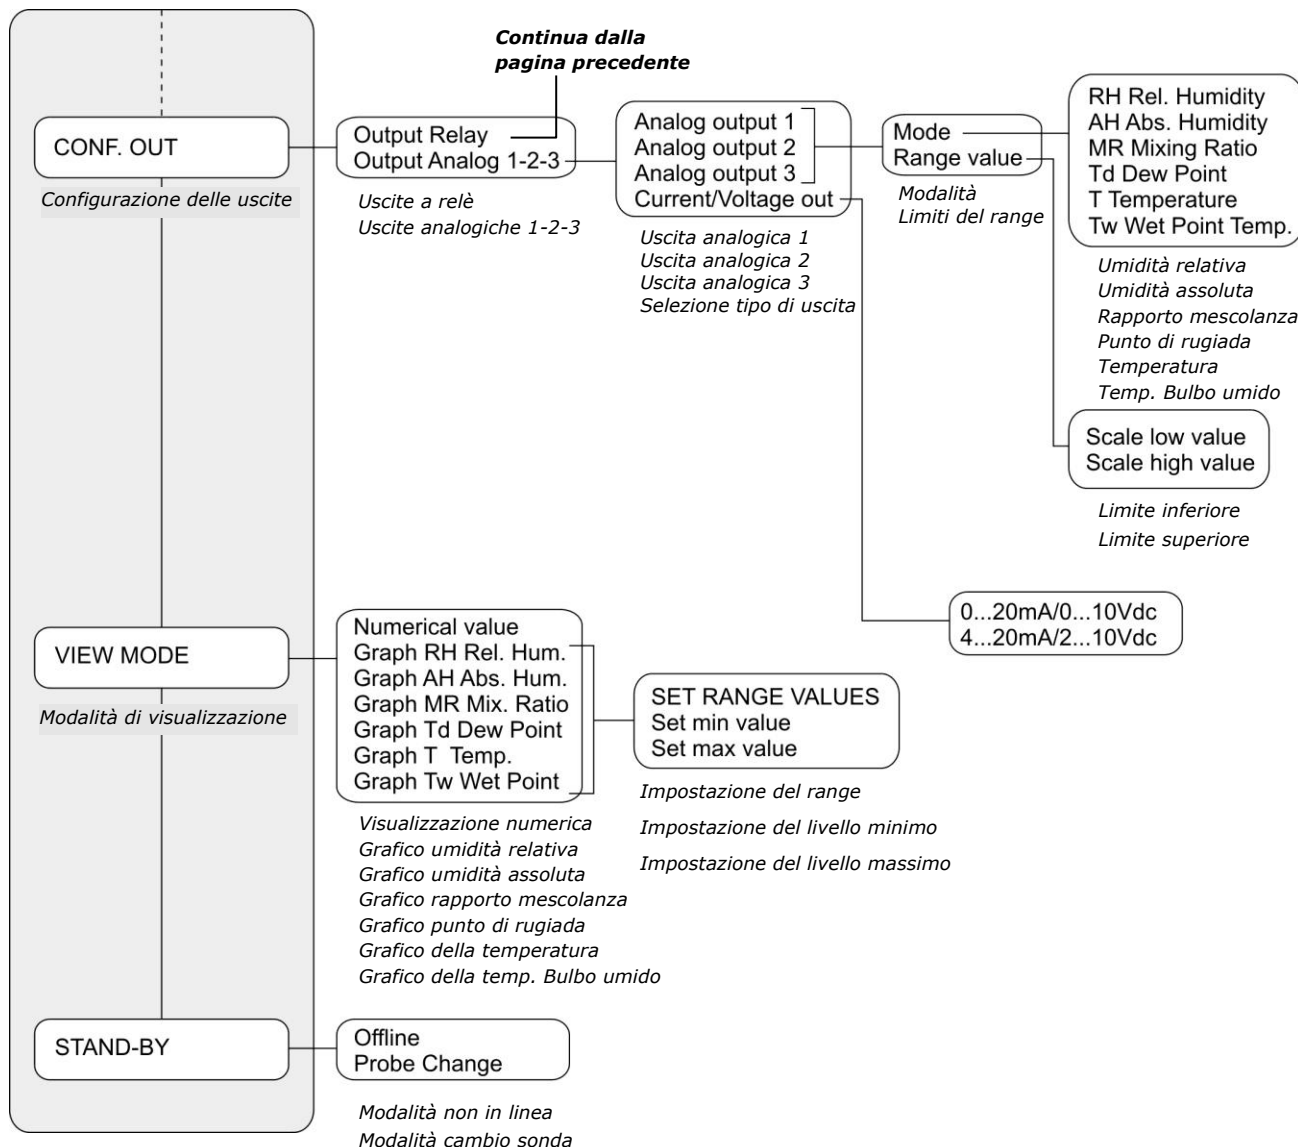 Continua dalla
pagina precedente
CONF. OUT
Configurazione delle uscite
Output Relay
Output Analog 1-2-3
Uscite a relè
Uscite analogiche 1-2-3
Analog output 1
Analog output 2
Analog output 3
Current/Voltage out
Uscita analogica 1
Uscita analogica 2
Uscita analogica 3
Selezione tipo di uscita
Mode
Range value
Modalità
Limiti del range
RH Rel. Humidity
AH Abs. Humidity
MR Mixing Ratio
Td Dew Point
T Temperature
Tw Wet Point Temp.
Umidità relativa
Umidità assoluta
Rapporto mescolanza
Punto di rugiada
Temperatura
Temp. Bulbo umido
Scale low value
Scale high value
Limite inferiore
Limite superiore
0...20mA/0...10Vdc
4...20mA/2...10Vdc
VIEW MODE
Modalità di visualizzazione
Numerical value
Graph RH Rel. Hum.
Graph AH Abs. Hum.
Graph MR Mix. Ratio
Graph Td Dew Point
Graph T Temp.
Graph Tw Wet Point
Visualizzazione numerica
Grafico umidità relativa
Grafico umidità assoluta
Grafico rapporto mescolanza
Grafico punto di rugiada
Grafico della temperatura
Grafico della temp. Bulbo umido
SET RANGE VALUES
Set min value
Set max value
Impostazione del range
Impostazione del livello minimo
Impostazione del livello massimo
STAND-BY
Offline
Probe Change
Modalità non in linea
Modalità cambio sonda